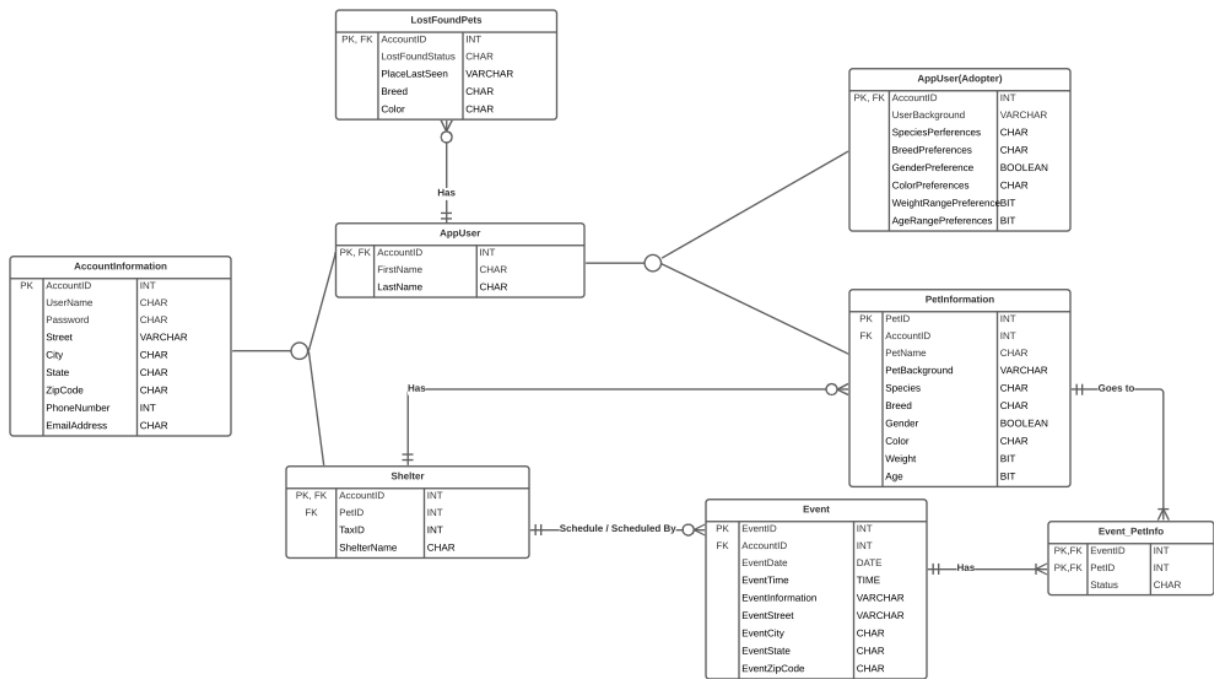 LostFoundPets
PK, FK AccountID INT
LostFoundStatus CHAR
PlaceLastSeen VARCHAR
Breed CHAR
Color CHAR
Has
AppUser(Adopter)
PK, FK AccountID INT
UserBackground VARCHAR
SpeciesPerferences CHAR
BreedPreferences CHAR
GenderPreference BOOLEAN
ColorPreferences CHAR
WeightRangePreference BIT
AgeRangePreferences BIT
AppUser
PK, FK AccountID INT
FirstName CHAR
LastName CHAR
AccountInformation
PK AccountID INT
UserName CHAR
Password CHAR
Street VARCHAR
City CHAR
State CHAR
ZipCode CHAR
PhoneNumber INT
EmailAddress CHAR
PetInformation
PK PetID INT
FK AccountID INT
PetName CHAR
PetBackground VARCHAR
Species CHAR
Breed CHAR
Gender BOOLEAN
Color CHAR
Weight BIT
Age BIT
Has
Goes to
Shelter
PK, FK AccountID INT
FK PetID INT
TaxID INT
ShelterName CHAR
Schedule / Scheduled By
Event
PK EventID INT
FK AccountID INT
EventDate DATE
EventTime TIME
EventInformation VARCHAR
EventStreet VARCHAR
EventCity CHAR
EventState CHAR
EventZipCode CHAR
Has
Event_PetInfo
PK,FK EventID INT
PK,FK PetID INT
Status CHAR